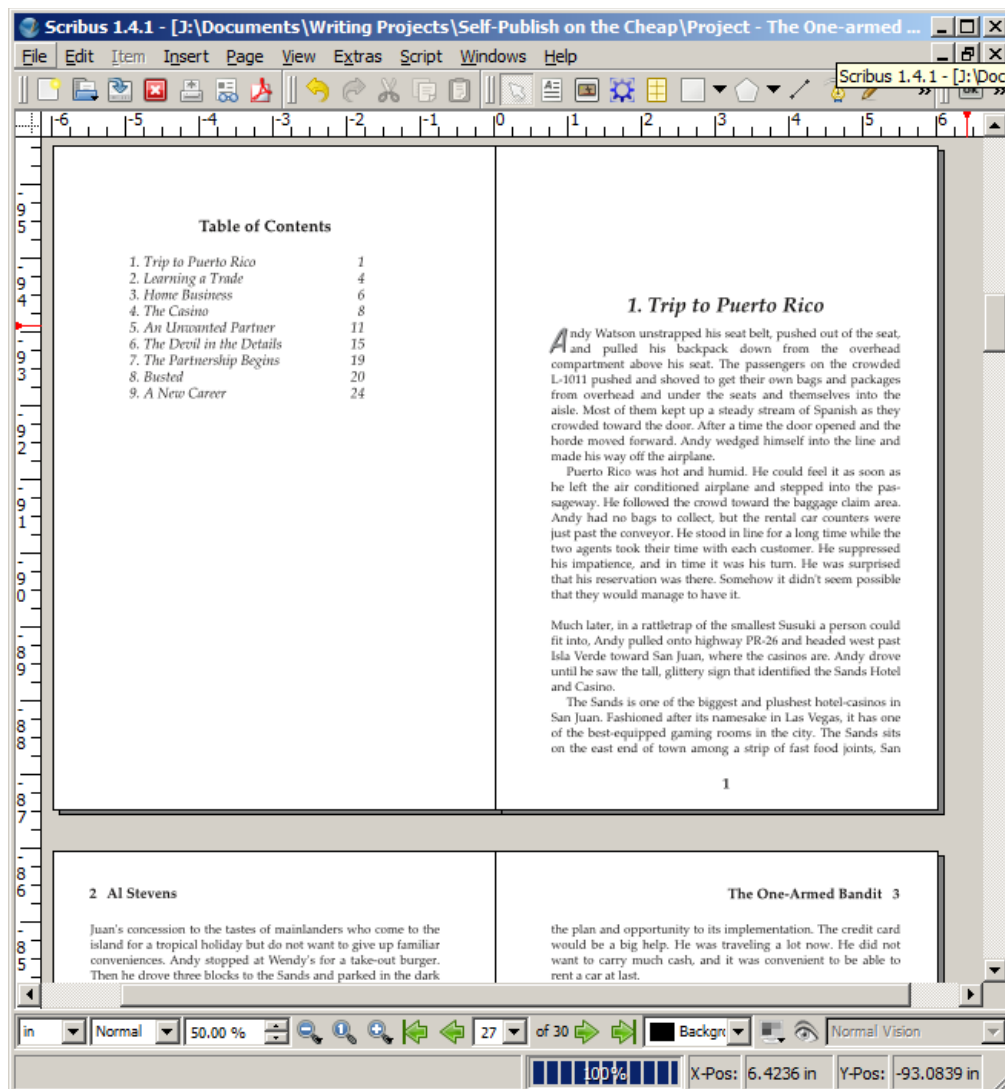 Scribus 1.4.1 - [J:\Documents\Writing Projects\Self-Publish on the Cheap\Project - The One-armed ...
File Edit Item Insert Page View Extras Script Windows Help
Scribus 1.4.1 - [J:\Doc
-6 -5 -4 -3 -2 -1 0 1 2 3 4 5 6
-95
-94
-93
-92
-91
-90
-89
-88
-87
-86
-85
Table of Contents
1. Trip to Puerto Rico 1
2. Learning a Trade 4
3. Home Business 6
4. The Casino 8
5. An Unwanted Partner 11
6. The Devil in the Details 15
7. The Partnership Begins 19
8. Busted 20
9. A New Career 24
1. Trip to Puerto Rico
Andy Watson unstrapped his seat belt, pushed out of the seat,
and pulled his backpack down from the overhead
compartment above his seat. The passengers on the crowded
L-1011 pushed and shoved to get their own bags and packages
from overhead and under the seats and themselves into the
aisle. Most of them kept up a steady stream of Spanish as they
crowded toward the door. After a time the door opened and the
horde moved forward. Andy wedged himself into the line and
made his way off the airplane.
Puerto Rico was hot and humid. He could feel it as soon as
he left the air conditioned airplane and stepped into the pas-
sageway. He followed the crowd toward the baggage claim area.
Andy had no bags to collect, but the rental car counters were
just past the conveyor. He stood in line for a long time while the
two agents took their time with each customer. He suppressed
his impatience, and in time it was his turn. He was surprised
that his reservation was there. Somehow it didn't seem possible
that they would manage to have it.
Much later, in a rattletrap of the smallest Susuki a person could
fit into, Andy pulled onto highway PR-26 and headed west past
Isla Verde toward San Juan, where the casinos are. Andy drove
until he saw the tall, glittery sign that identified the Sands Hotel
and Casino.
The Sands is one of the biggest and plushest hotel-casinos in
San Juan. Fashioned after its namesake in Las Vegas, it has one
of the best-equipped gaming rooms in the city. The Sands sits
on the east end of town among a strip of fast food joints, San
1
2 Al Stevens
Juan's concession to the tastes of mainlanders who come to the
island for a tropical holiday but do not want to give up familiar
conveniences. Andy stopped at Wendy's for a take-out burger.
Then he drove three blocks to the Sands and parked in the dark
The One-Armed Bandit 3
the plan and opportunity to its implementation. The credit card
would be a big help. He was traveling a lot now. He did not
want to carry much cash, and it was convenient to be able to
rent a car at last.
in Normal 50.00 % 27 of 30 Backgr Normal Vision
100% X-Pos: 6.4236 in Y-Pos: -93.0839 in